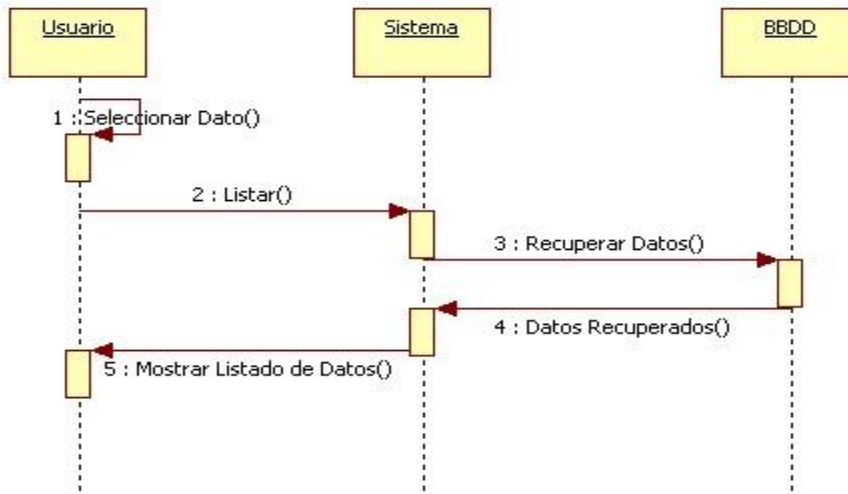 Usuario
Sistema
BBDD
1 : Seleccionar Dato()
2 : Listar()
3 : Recuperar Datos()
4 : Datos Recuperados()
5 : Mostrar Listado de Datos()